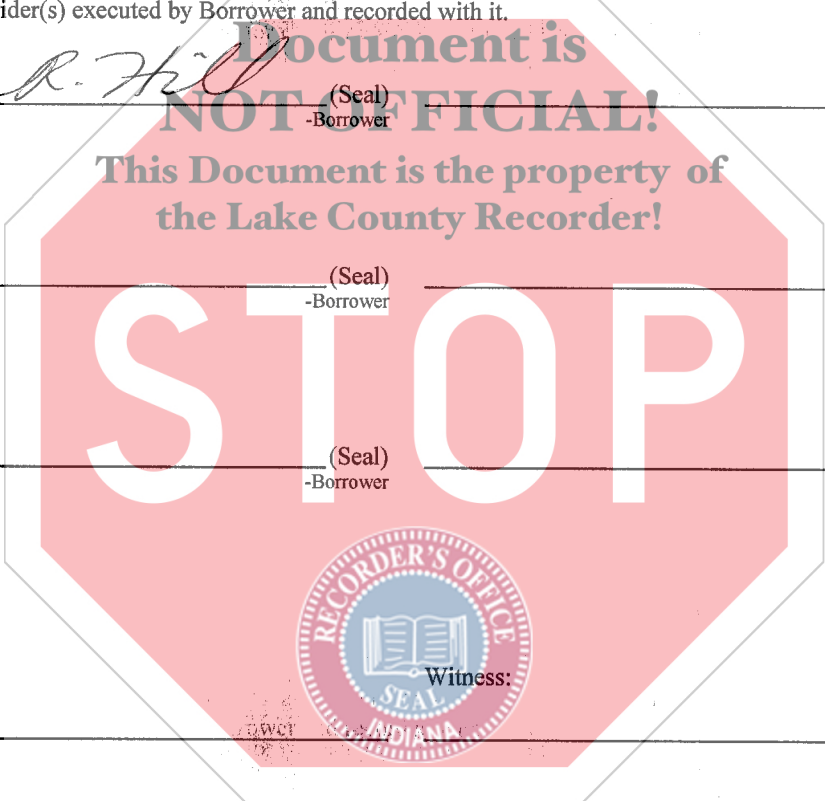 ider(s) executed by Borrower and recorded with it.
Document is
R. Hill
(Seal)
NOT OFFICIAL!
-Borrower
This Document is the property of
the Lake County Recorder!
(Seal)
-Borrower
STOP
(Seal)
-Borrower
RECORDER'S OFFICE
Witness:
SEAL
INDIANA